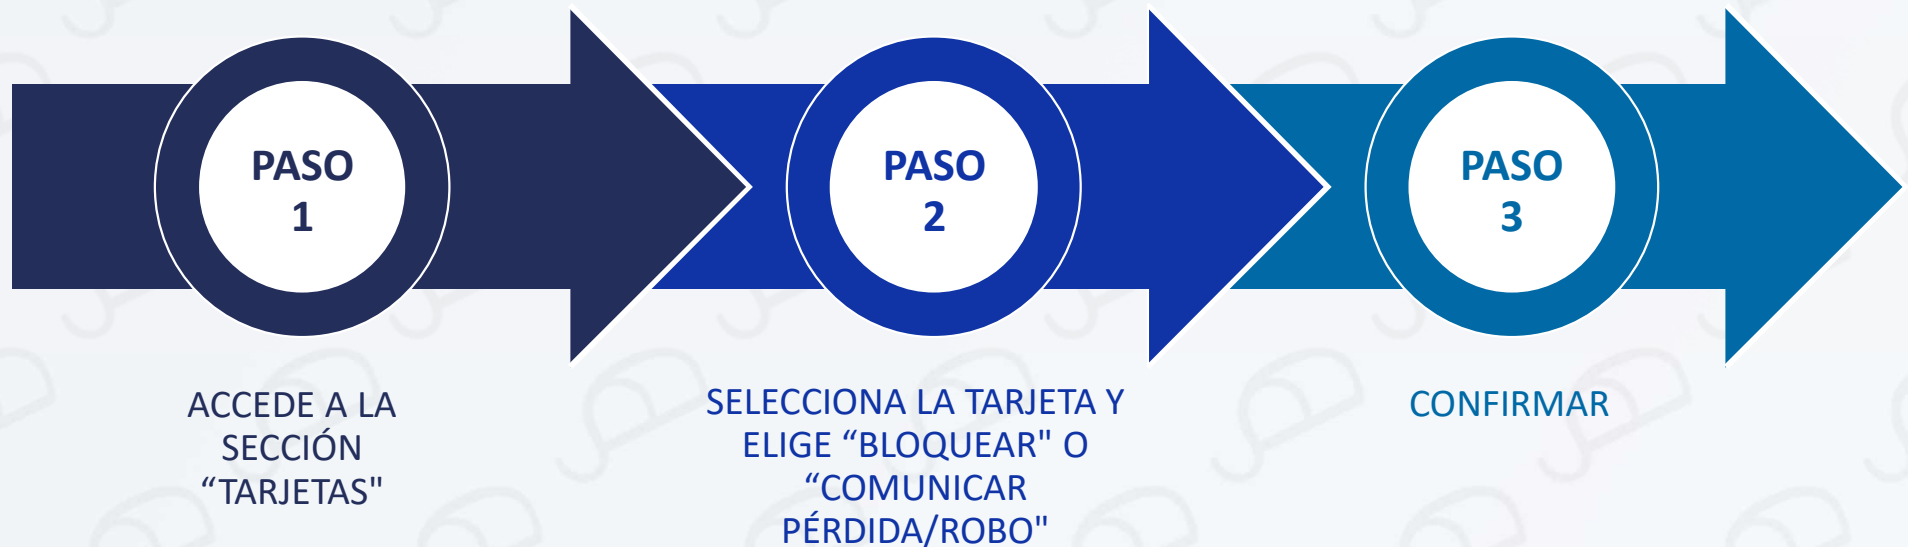 PASO
1
ACCEDE A LA
SECCIÓN
“TARJETAS"
PASO
2
SELECCIONA LA TARJETA Y
ELIGE “BLOQUEAR" O
“COMUNICAR
PÉRDIDA/ROBO"
PASO
3
CONFIRMAR